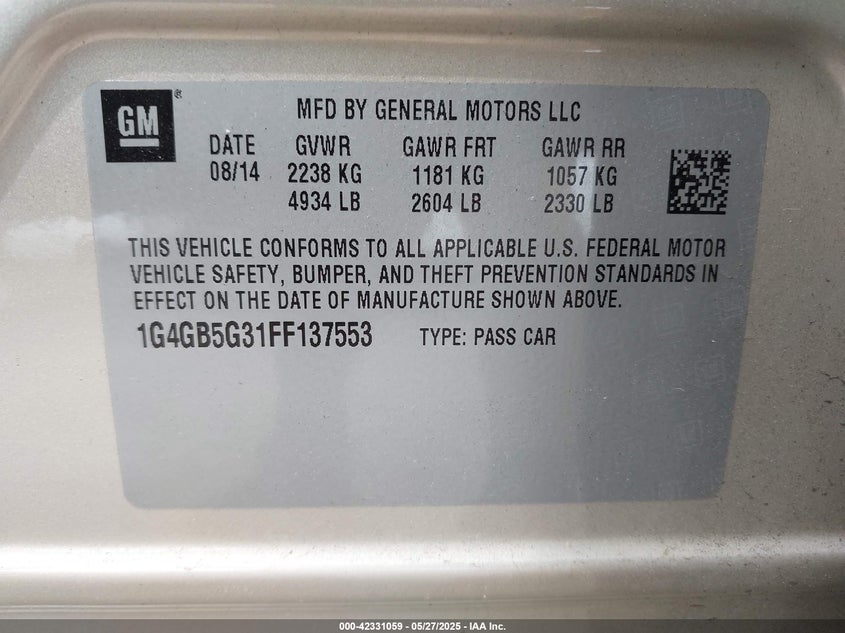 GM®
MFD BY GENERAL MOTORS LLC
DATE GVWR GAWR FRT GAWR RR
08/14 2238 KG 1181 KG 1057 KG
4934 LB 2604 LB 2330 LB
THIS VEHICLE CONFORMS TO ALL APPLICABLE U.S. FEDERAL MOTOR
VEHICLE SAFETY, BUMPER, AND THEFT PREVENTION STANDARDS IN
EFFECT ON THE DATE OF MANUFACTURE SHOWN ABOVE.
1G4GB5G31FF137553 TYPE: PASS CAR
000-42331059 - 05/27/2025 - IAA Inc.